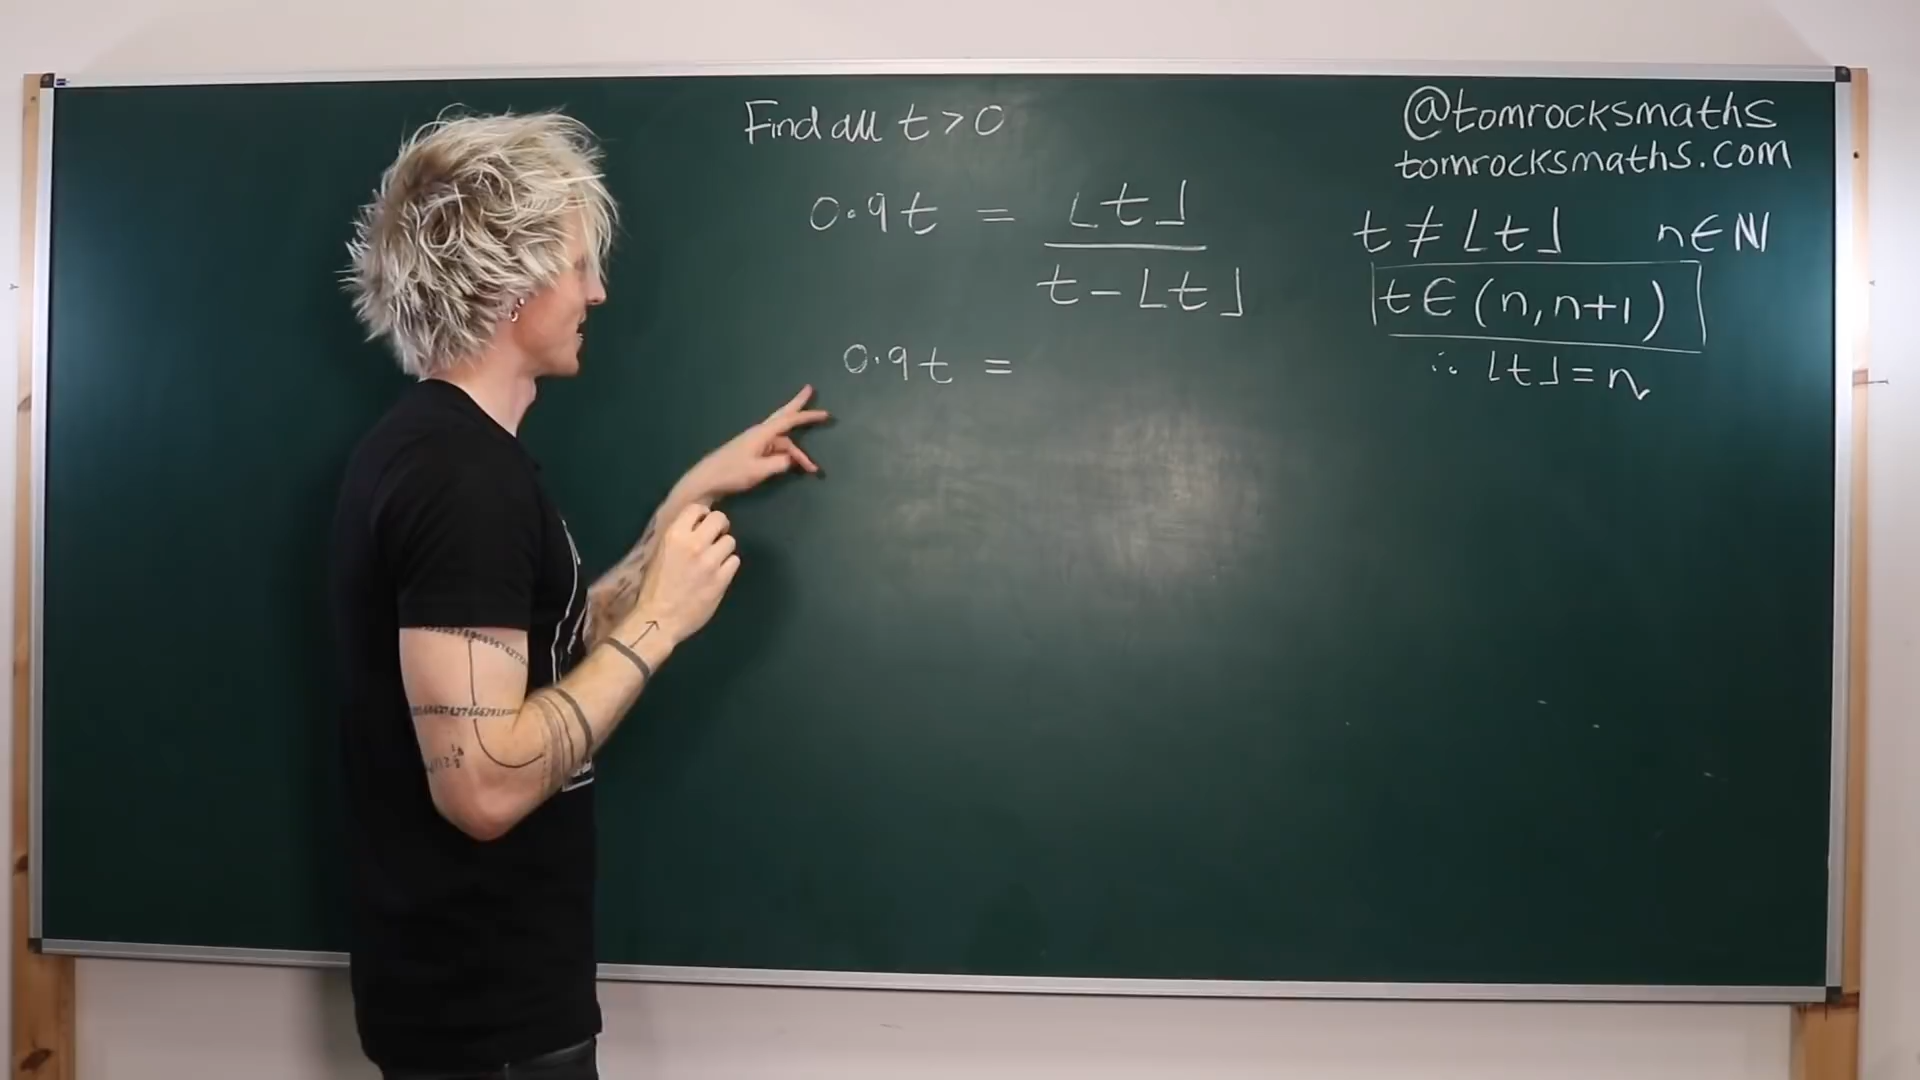 Find all t > 0
@tomrocksmaths
tomrocksmaths.com
0.9t = ⌊t⌋ / (t - ⌊t⌋)
t ≠ ⌊t⌋ n ∈ ℕ
t ∈ (n, n+1)
∴ ⌊t⌋ = n
0.9t =